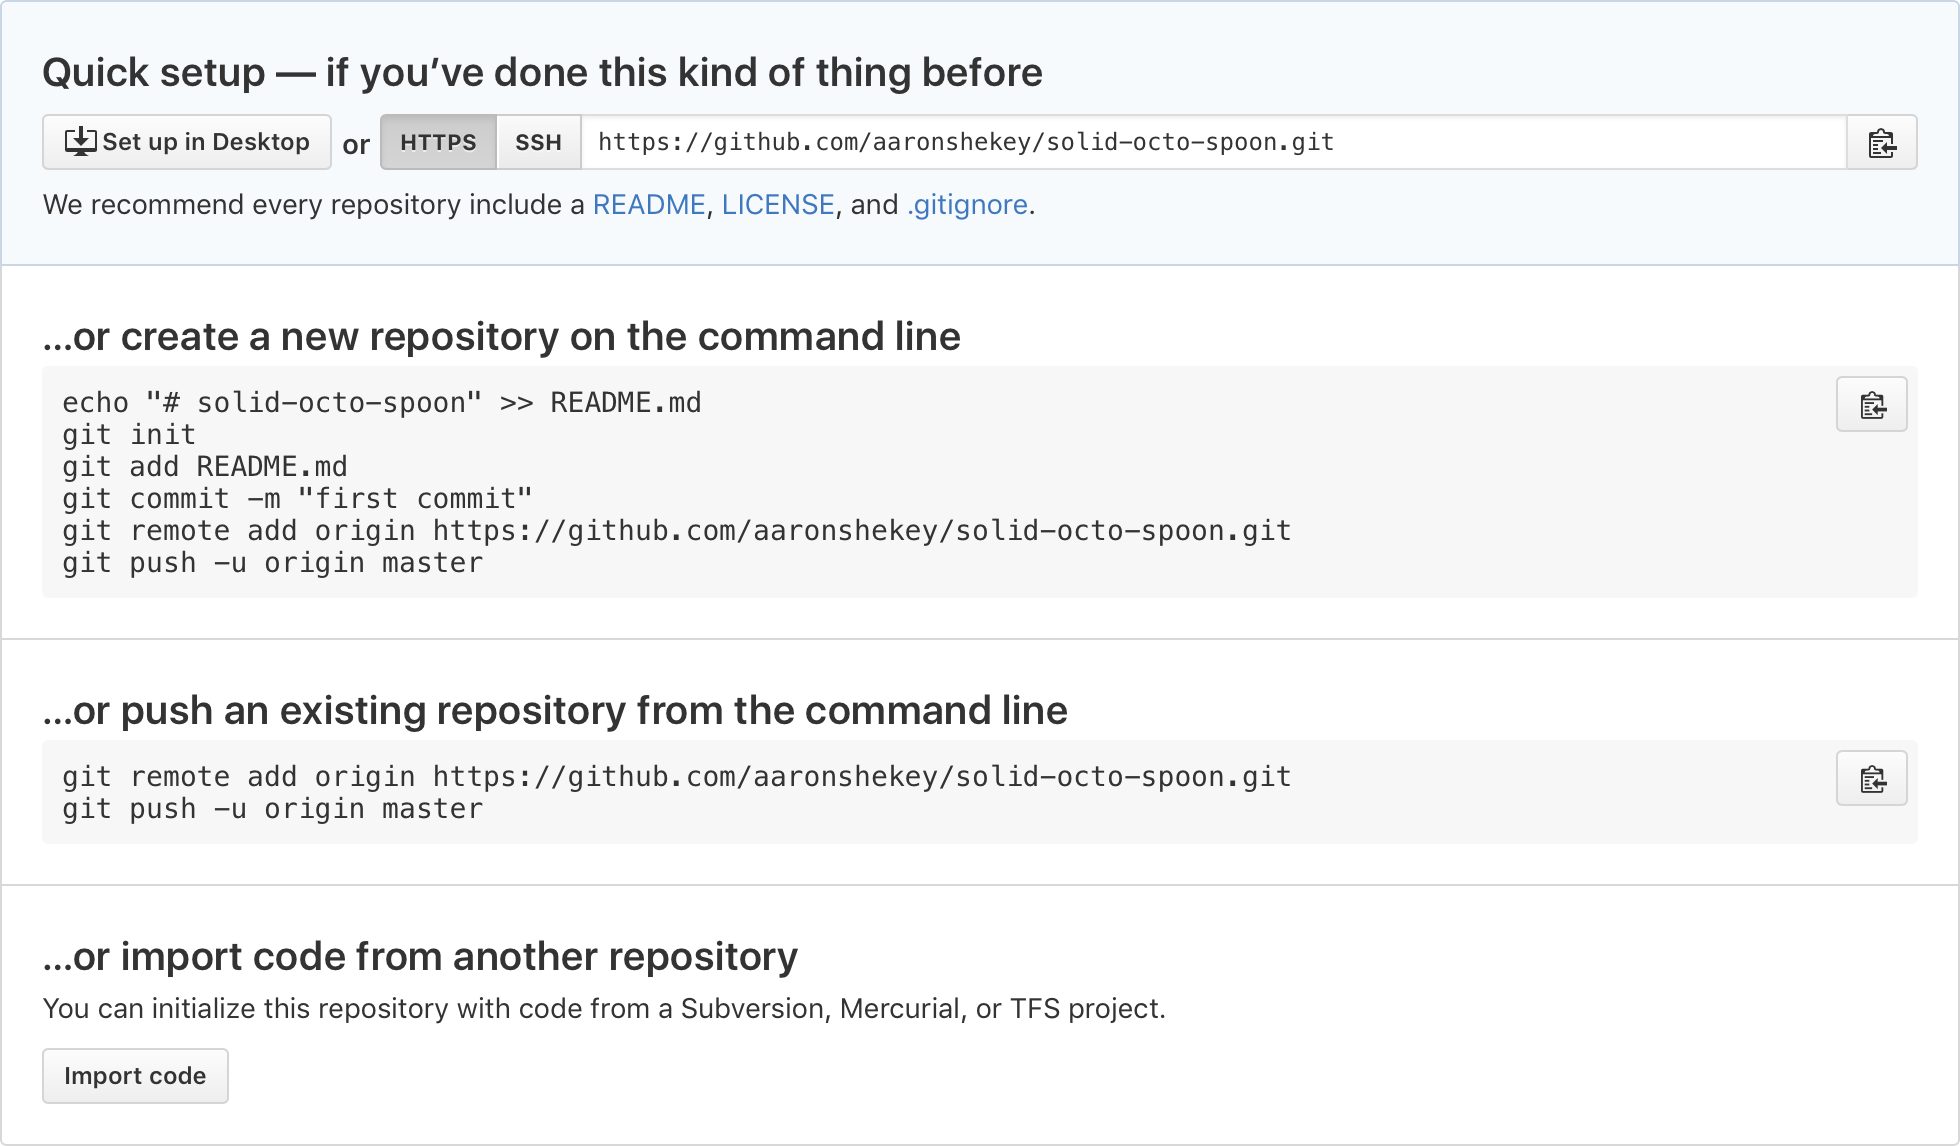 Quick setup — if you’ve done this kind of thing before
Set up in Desktop or HTTPS SSH https://github.com/aaronshekey/solid-octo-spoon.git
We recommend every repository include a README, LICENSE, and .gitignore.
…or create a new repository on the command line
echo "# solid-octo-spoon" >> README.md
git init
git add README.md
git commit -m "first commit"
git remote add origin https://github.com/aaronshekey/solid-octo-spoon.git
git push -u origin master
…or push an existing repository from the command line
git remote add origin https://github.com/aaronshekey/solid-octo-spoon.git
git push -u origin master
…or import code from another repository
You can initialize this repository with code from a Subversion, Mercurial, or TFS project.
Import code